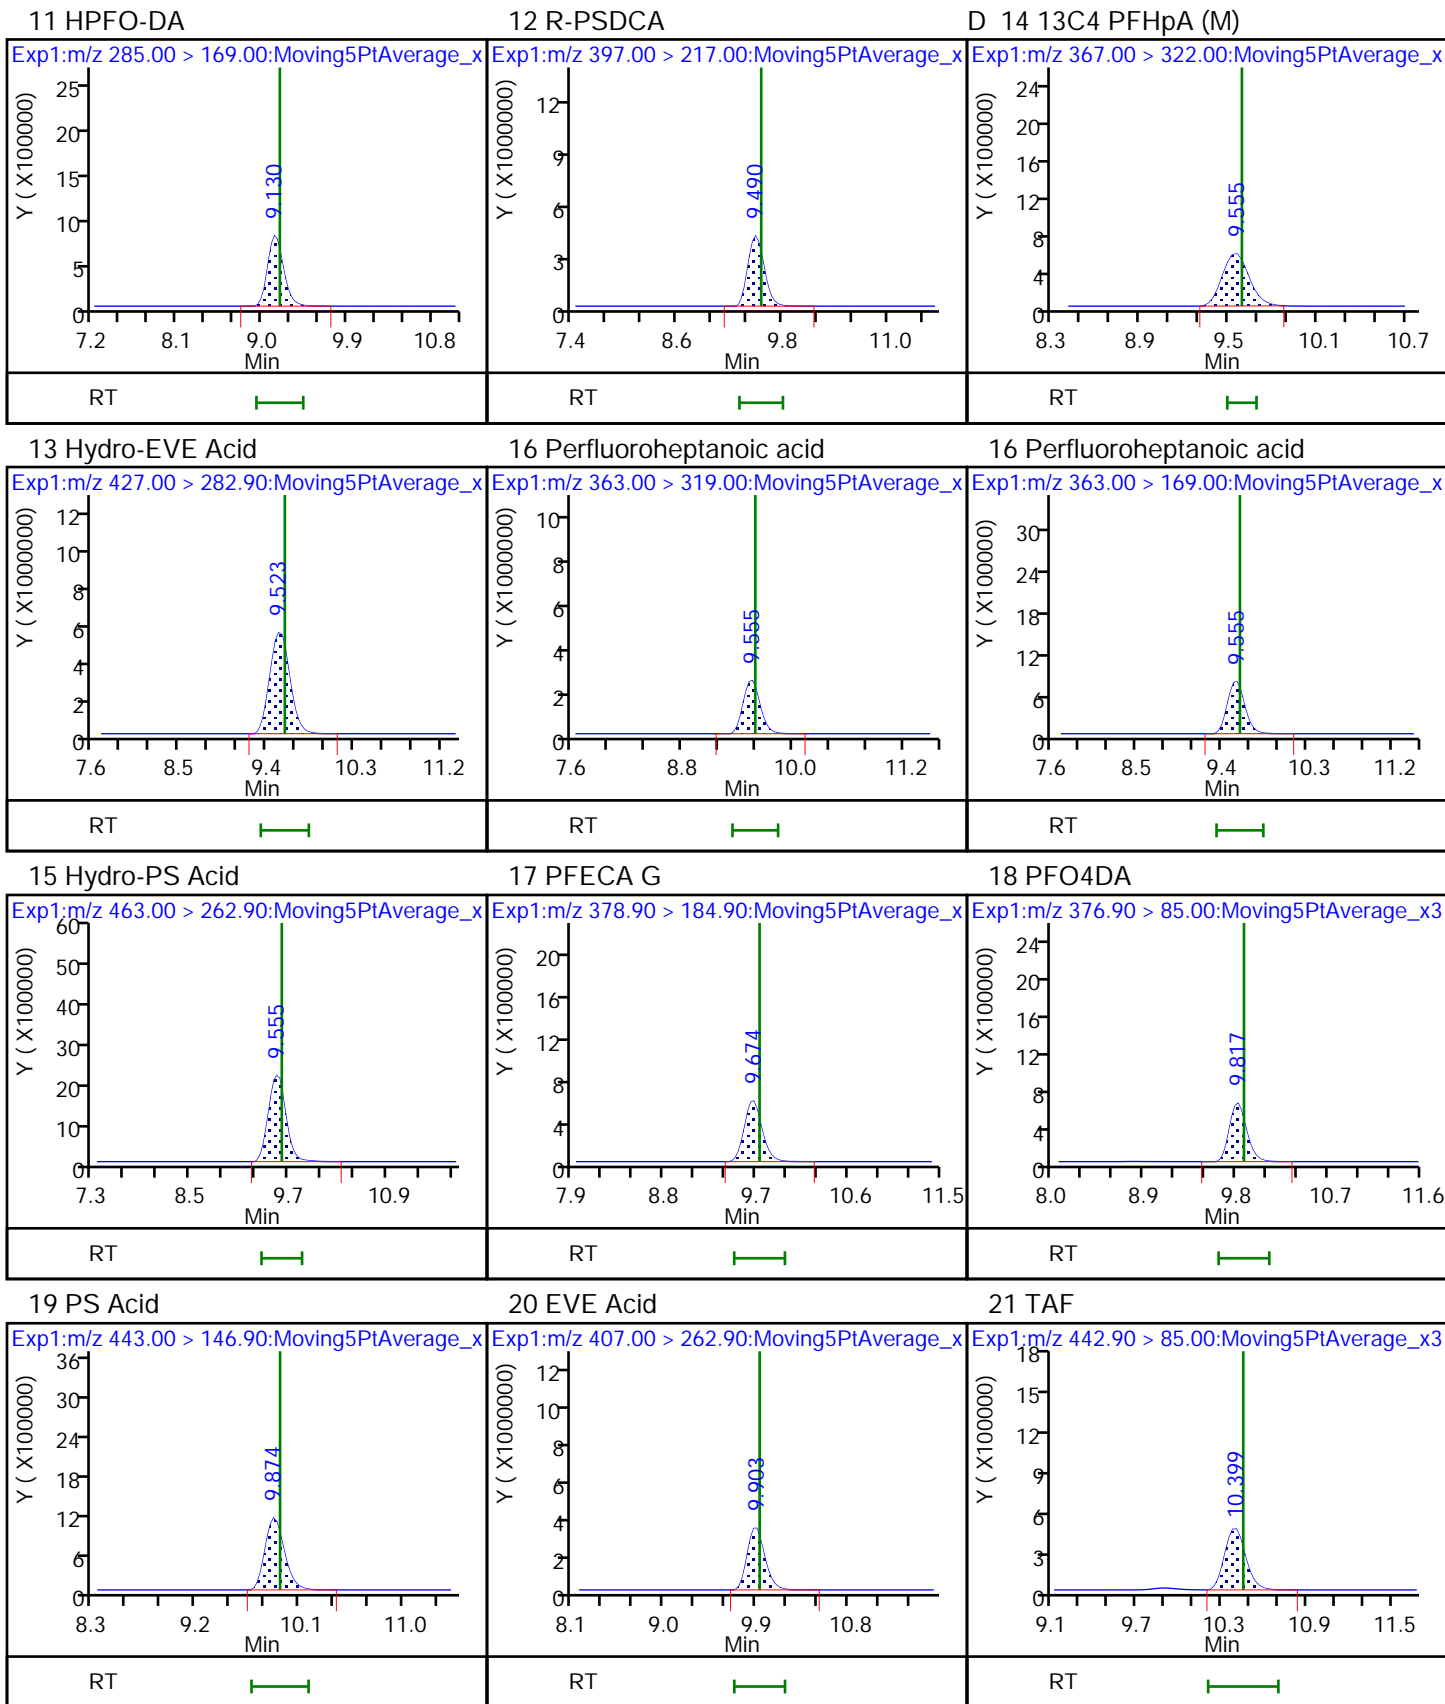 11 HPFO-DA
Exp1:m/z 285.00 > 169.00:Moving5PtAverage_x
Y ( X100000)
25
20
15
10
5
0
9.130
7.2 8.1 9.0 9.9 10.8
Min
RT
12 R-PSDCA
Exp1:m/z 397.00 > 217.00:Moving5PtAverage_x
Y ( X1000000)
12
9
6
3
0
9.490
7.4 8.6 9.8 11.0
Min
RT
D 14 13C4 PFHpA (M)
Exp1:m/z 367.00 > 322.00:Moving5PtAverage_x
Y ( X100000)
24
20
16
12
8
4
0
9.555
8.3 8.9 9.5 10.1 10.7
Min
RT
13 Hydro-EVE Acid
Exp1:m/z 427.00 > 282.90:Moving5PtAverage_x
Y ( X1000000)
12
10
8
6
4
2
0
9.523
7.6 8.5 9.4 10.3 11.2
Min
RT
16 Perfluoroheptanoic acid
Exp1:m/z 363.00 > 319.00:Moving5PtAverage_x
Y ( X1000000)
10
8
6
4
2
0
9.555
7.6 8.8 10.0 11.2
Min
RT
16 Perfluoroheptanoic acid
Exp1:m/z 363.00 > 169.00:Moving5PtAverage_x
Y ( X100000)
30
24
18
12
6
0
9.555
7.6 8.5 9.4 10.3 11.2
Min
RT
15 Hydro-PS Acid
Exp1:m/z 463.00 > 262.90:Moving5PtAverage_x
Y ( X100000)
60
50
40
30
20
10
0
9.555
7.3 8.5 9.7 10.9
Min
RT
17 PFECA G
Exp1:m/z 378.90 > 184.90:Moving5PtAverage_x
Y ( X100000)
20
16
12
8
4
0
9.674
7.9 8.8 9.7 10.6 11.5
Min
RT
18 PFO4DA
Exp1:m/z 376.90 > 85.00:Moving5PtAverage_x3
Y ( X100000)
24
20
16
12
8
4
0
9.817
8.0 8.9 9.8 10.7 11.6
Min
RT
19 PS Acid
Exp1:m/z 443.00 > 146.90:Moving5PtAverage_x
Y ( X100000)
36
30
24
18
12
6
0
9.874
8.3 9.2 10.1 11.0
Min
RT
20 EVE Acid
Exp1:m/z 407.00 > 262.90:Moving5PtAverage_x
Y ( X1000000)
12
10
8
6
4
2
0
9.903
8.1 9.0 9.9 10.8
Min
RT
21 TAF
Exp1:m/z 442.90 > 85.00:Moving5PtAverage_x3
Y ( X100000)
18
15
12
9
6
3
0
10.399
9.1 9.7 10.3 10.9 11.5
Min
RT